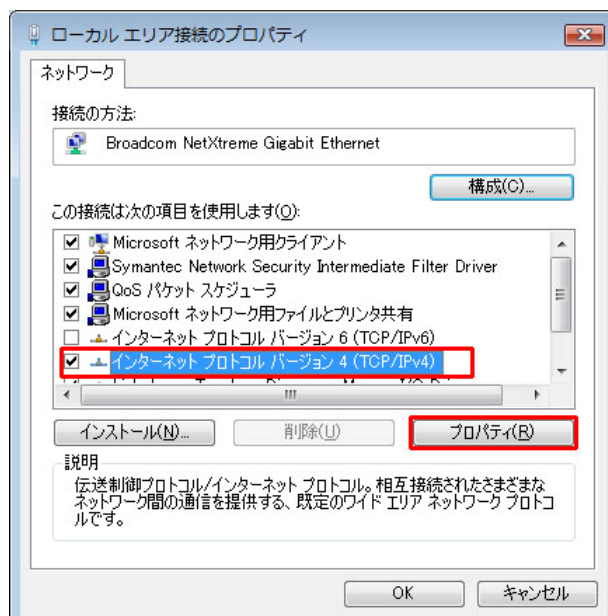 ローカル エリア接続のプロパティ
ネットワーク
接続の方法:
Broadcom NetXtreme Gigabit Ethernet
構成(C)...
この接続は次の項目を使用します(O):
Microsoft ネットワーク用クライアント
Symantec Network Security Intermediate Filter Driver
QoS パケット スケジューラ
Microsoft ネットワーク用ファイルとプリンタ共有
インターネット プロトコル バージョン 6 (TCP/IPv6)
インターネット プロトコル バージョン 4 (TCP/IPv4)
インストール(N)...
削除(U)
プロパティ(R)
説明
伝送制御プロトコル/インターネット プロトコル。相互接続されたさまざまな
ネットワーク間の通信を提供する、既定のワイド エリア ネットワーク プロトコ
ルです。
OK
キャンセル